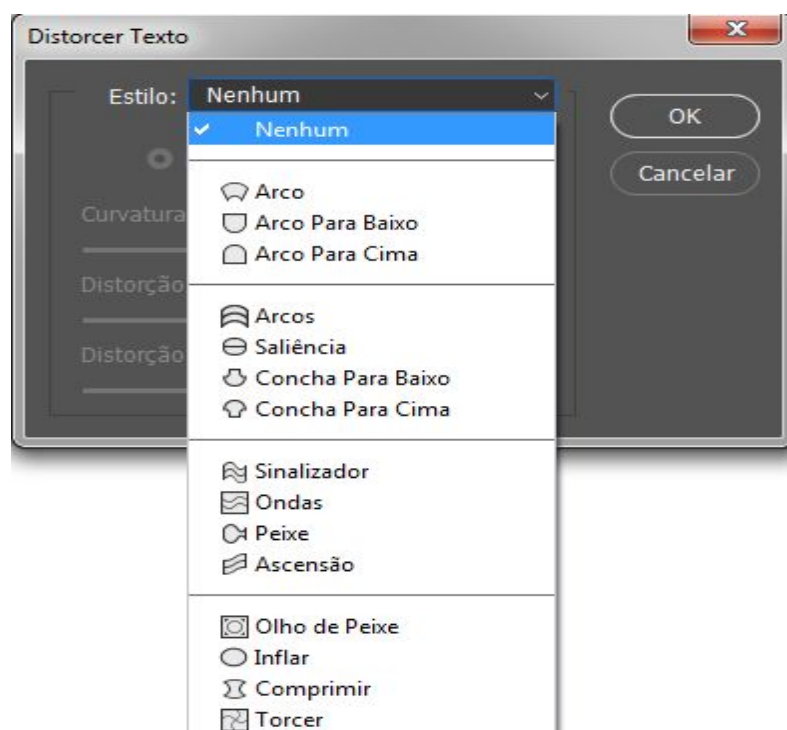 Distorcer Texto
Estilo: Nenhum
OK
Nenhum
Cancelar
Arco
Curvatura
Arco Para Baixo
Arco Para Cima
Distorção
Arcos
Saliência
Distorção
Concha Para Baixo
Concha Para Cima
Sinalizador
Ondas
Peixe
Ascensão
Olho de Peixe
Inflar
Comprimir
Torcer